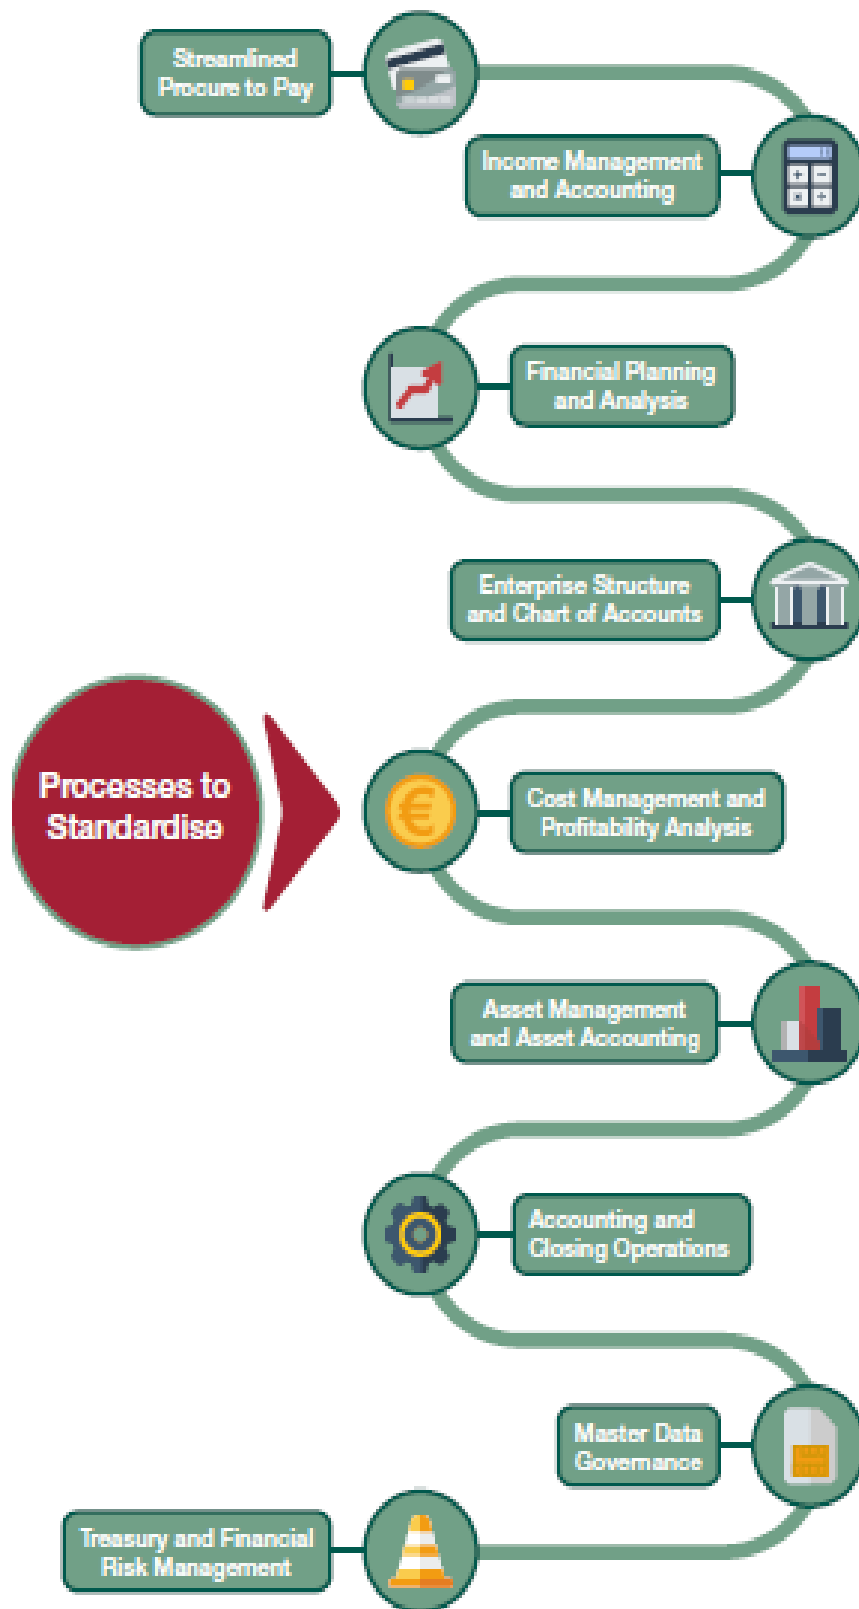 Streamlined
Procure to Pay
Income Management
and Accounting
Financial Planning
and Analysis
Enterprise Structure
and Chart of Accounts
Processes to
Standardise
Cost Management and
Profitability Analysis
Asset Management
and Asset Accounting
Accounting and
Closing Operations
Master Data
Governance
Treasury and Financial
Risk Management